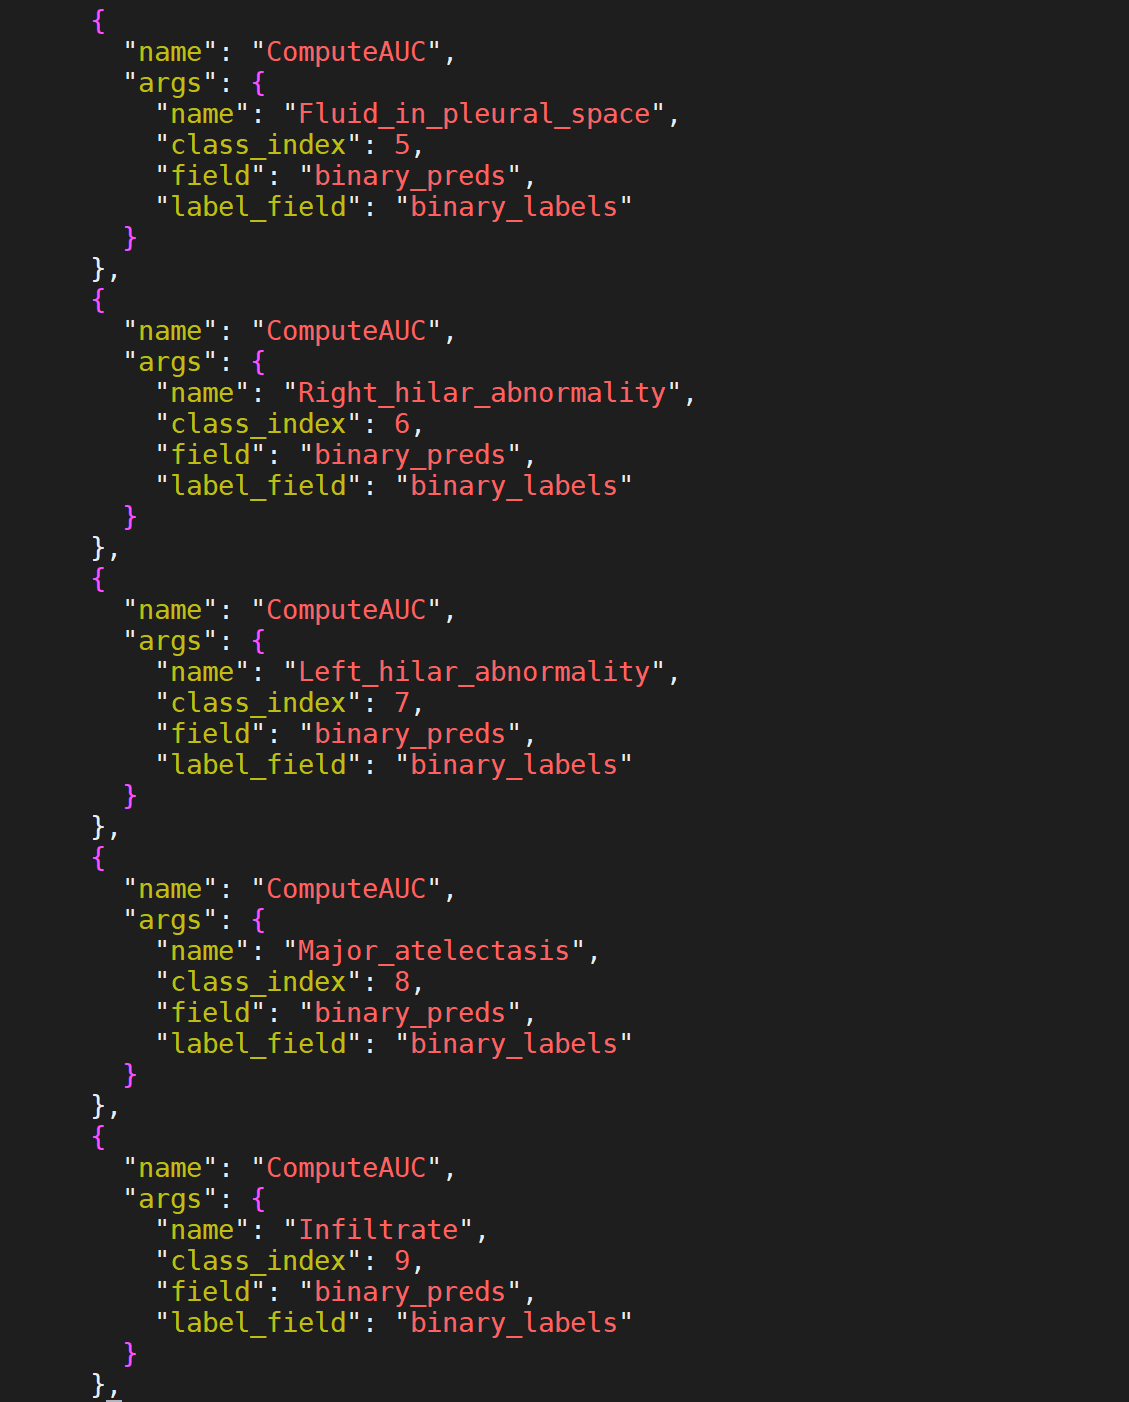 {
"name": "ComputeAUC",
"args": {
"name": "Fluid_in_pleural_space",
"class_index": 5,
"field": "binary_preds",
"label_field": "binary_labels"
}
},
{
"name": "ComputeAUC",
"args": {
"name": "Right_hilar_abnormality",
"class_index": 6,
"field": "binary_preds",
"label_field": "binary_labels"
}
},
{
"name": "ComputeAUC",
"args": {
"name": "Left_hilar_abnormality",
"class_index": 7,
"field": "binary_preds",
"label_field": "binary_labels"
}
},
{
"name": "ComputeAUC",
"args": {
"name": "Major_atelectasis",
"class_index": 8,
"field": "binary_preds",
"label_field": "binary_labels"
}
},
{
"name": "ComputeAUC",
"args": {
"name": "Infiltrate",
"class_index": 9,
"field": "binary_preds",
"label_field": "binary_labels"
}
},